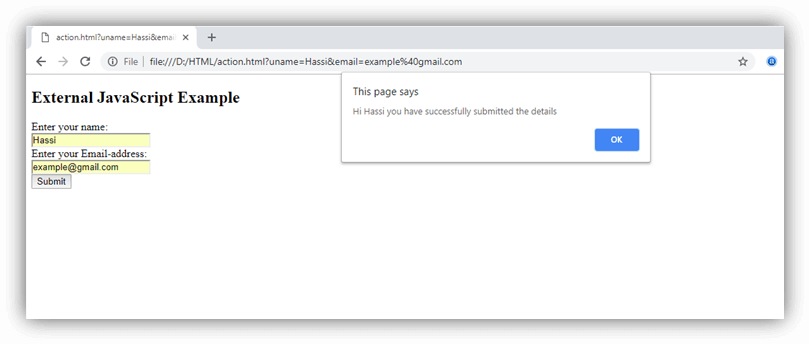 action.html?uname=Hassi&emai
File file:///D:/HTML/action.html?uname=Hassi&email=example%40gmail.com
This page says
Hi Hassi you have successfully submitted the details
OK
External JavaScript Example
Enter your name:
Hassi
Enter your Email-address:
example@gmail.com
Submit